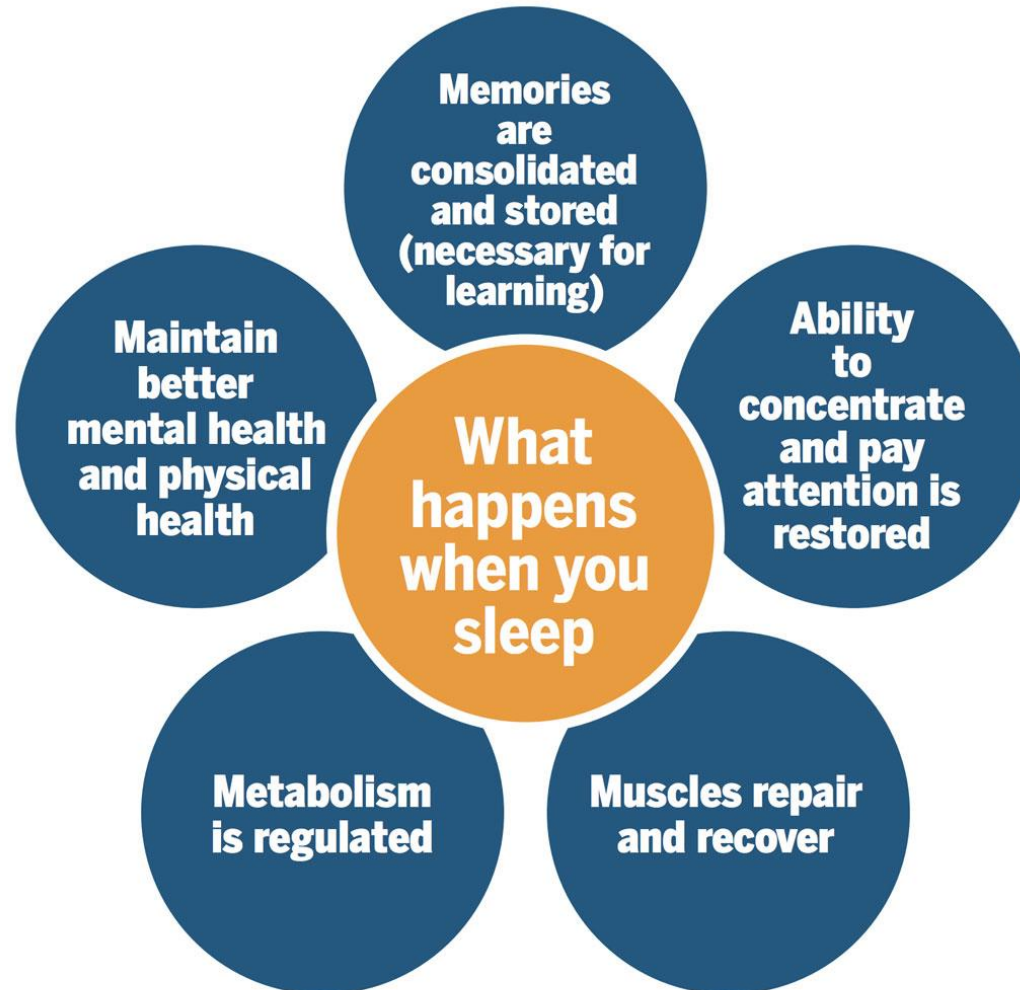 Memories
are
consolidated
and stored
(necessary for
learning)
Ability
to
concentrate
and pay
attention is
restored
Muscles repair
and recover
Metabolism
is regulated
Maintain
better
mental health
and physical
health
What
happens
when you
sleep